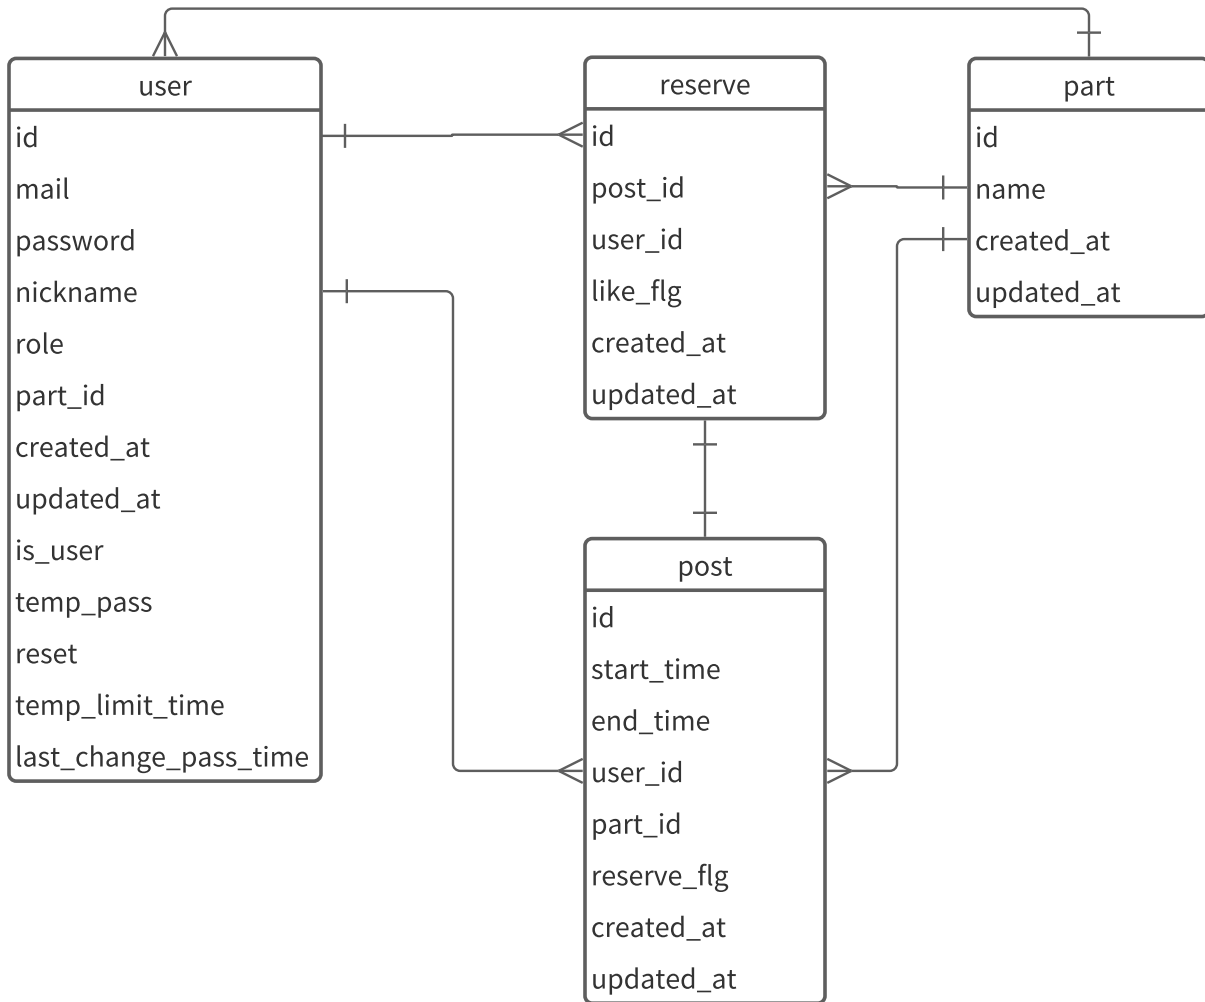 user
id
mail
password
nickname
role
part_id
created_at
updated_at
is_user
temp_pass
reset
temp_limit_time
last_change_pass_time
reserve
id
post_id
user_id
like_flg
created_at
updated_at
part
id
name
created_at
updated_at
post
id
start_time
end_time
user_id
part_id
reserve_flg
created_at
updated_at